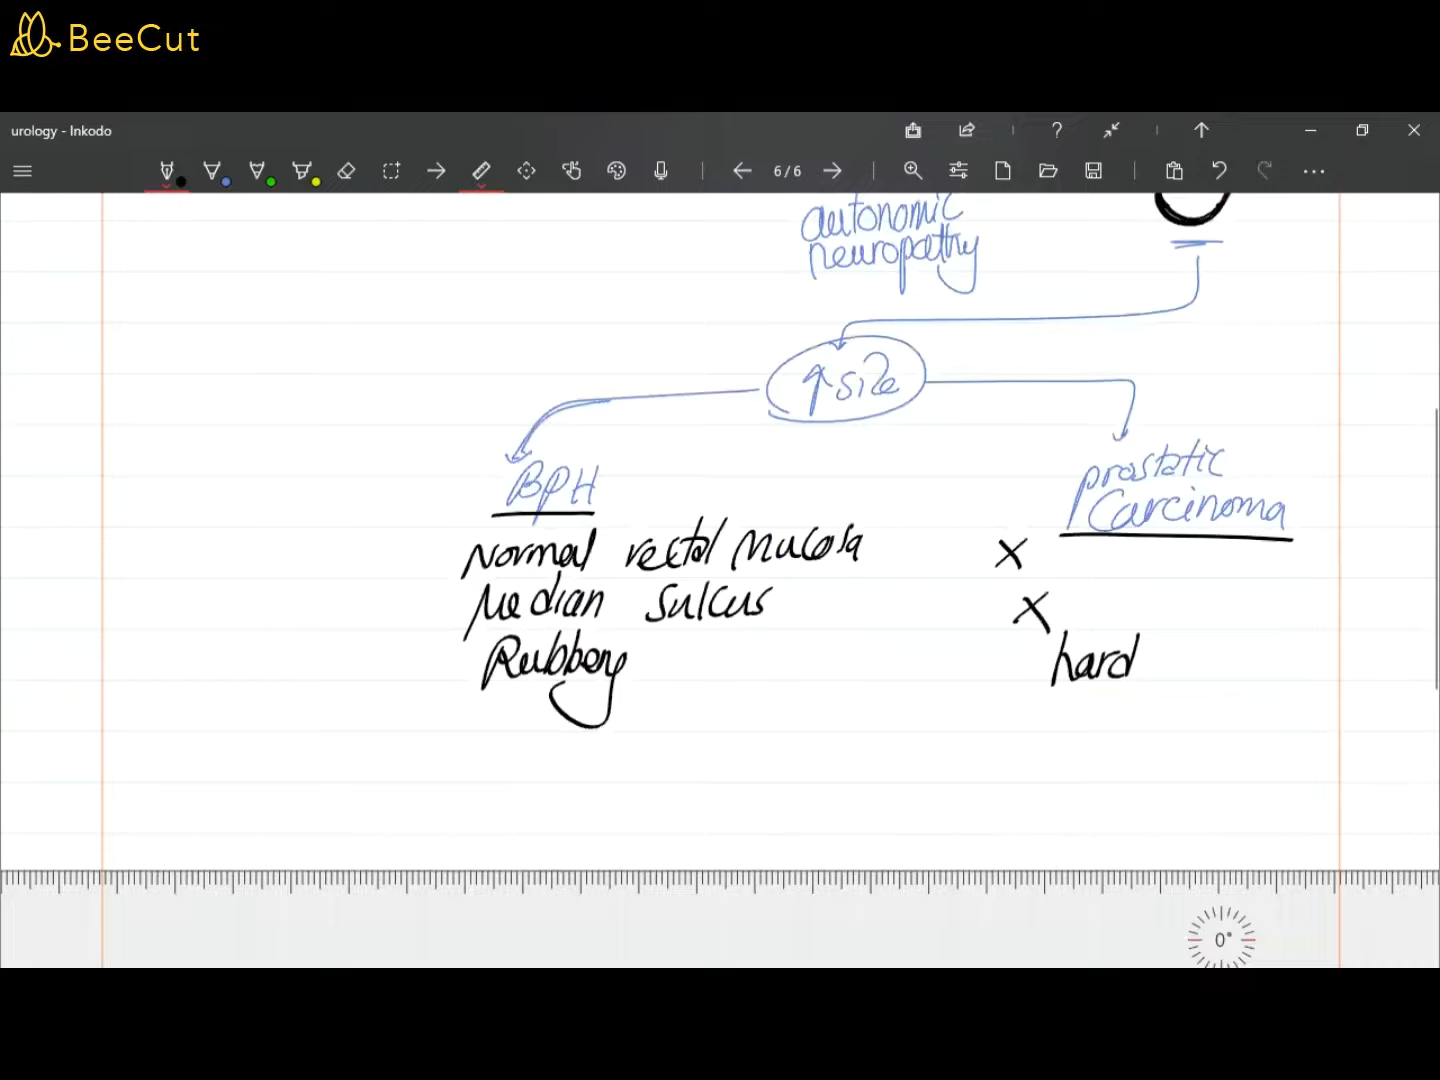 BeeCut
urology - Inkodo
6/6
autonomic
neuropathy
↑ size
BPH
prostatic
Carcinoma
Normal rectal Mucosa X
Median sulcus X
Rubbery hard
0°